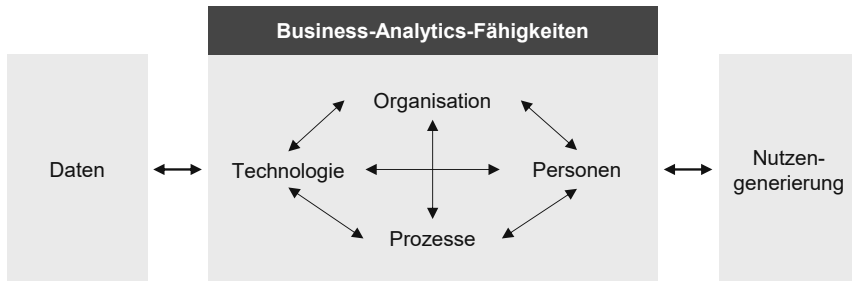 Business-Analytics-Fähigkeiten
Organisation
Daten
Technologie
Personen
Nutzen-
generierung
Prozesse